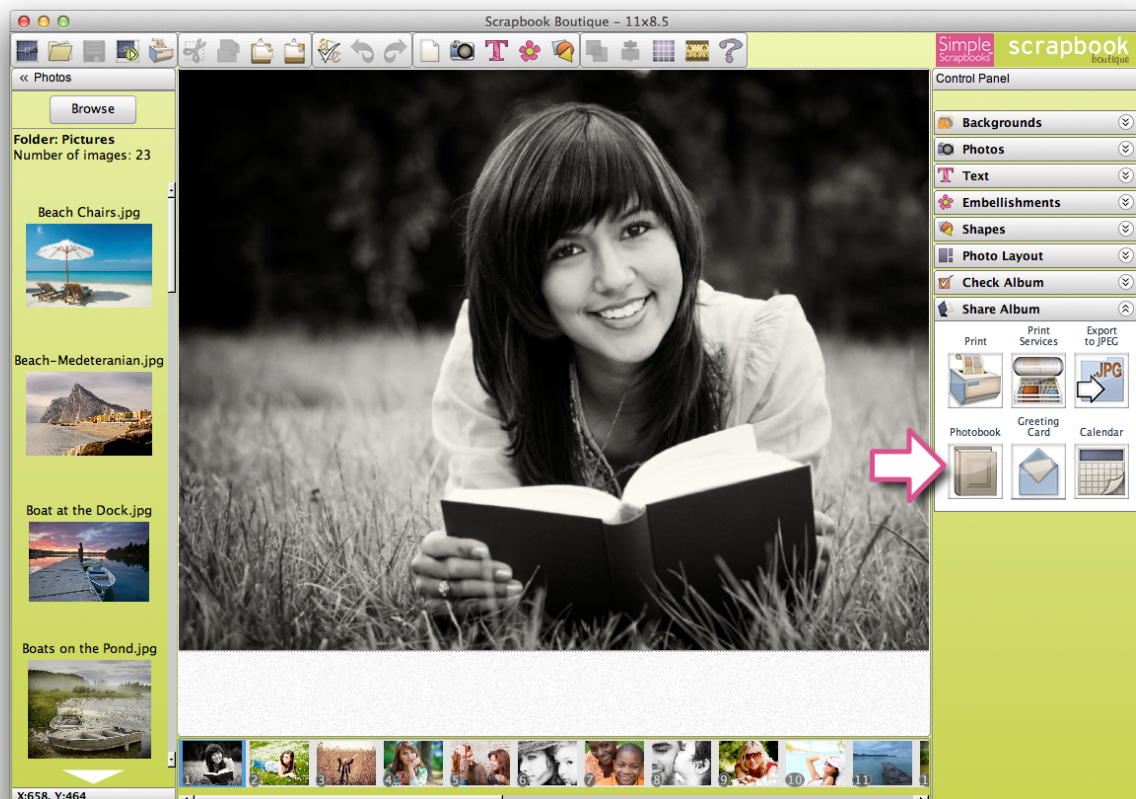 Scrapbook Boutique – 11x8.5
Simple
Scrapbooks
scrapbook
boutique
« Photos
Browse
Folder: Pictures
Number of images: 23
Beach Chairs.jpg
Beach-Medeteranian.jpg
Boat at the Dock.jpg
Boats on the Pond.jpg
X:658, Y:464
1
2
3
4
5
6
7
8
9
10
11
1
Control Panel
Backgrounds
Photos
T Text
Embellishments
Shapes
Photo Layout
Check Album
Share Album
Print
Print
Services
Export
to JPEG
JPG
Photobook
Greeting
Card
Calendar